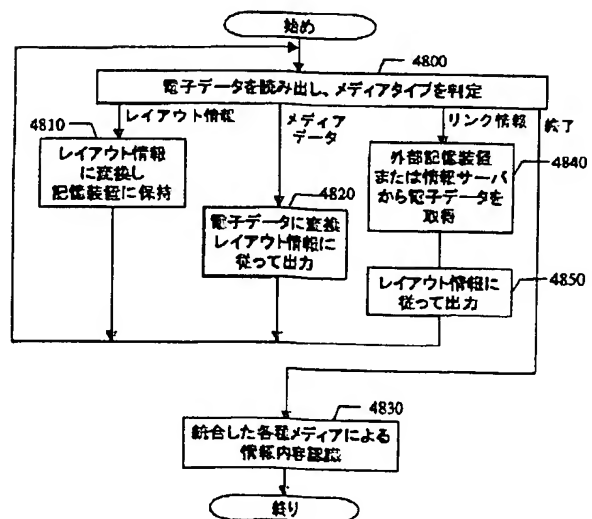 始め
4800
電子データを読み出し、メディアタイプを判定
レイアウト情報
メディア
データ
リンク情報
終了
4810
レイアウト情報
に変換し
記憶装置に保持
4820
電子データに変換
レイアウト情報に
従って出力
外部記憶装置
または情報サーバ
から電子データを
取得
4840
レイアウト情報に
従って出力
4850
4830
統合した各種メディアによる
情報内容認識
終り